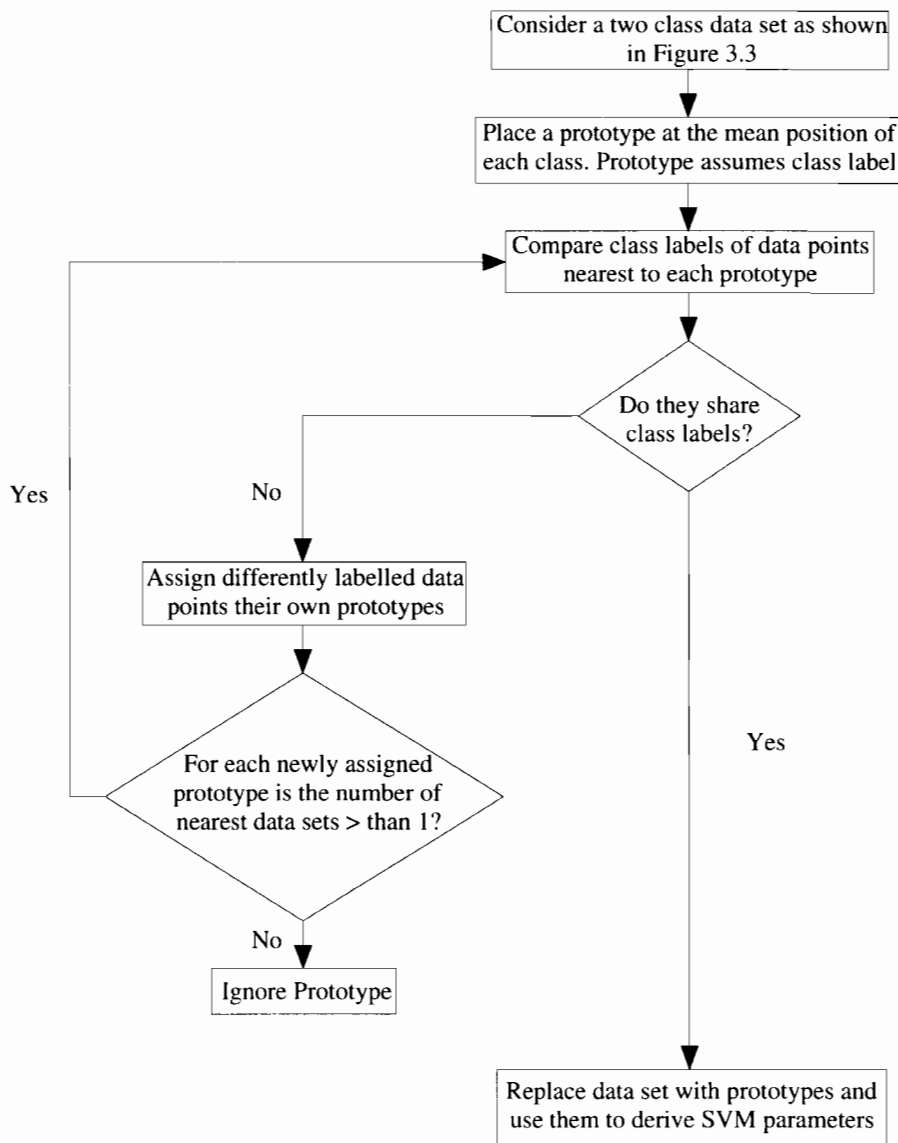 Consider a two class data set as shown
in Figure 3.3
Place a prototype at the mean position of
each class. Prototype assumes class label
Compare class labels of data points
nearest to each prototype
Do they share
class labels?
Yes
No
Assign differently labelled data
points their own prototypes
Yes
For each newly assigned
prototype is the number of
nearest data sets > than 1?
No
Ignore Prototype
Replace data set with prototypes and
use them to derive SVM parameters